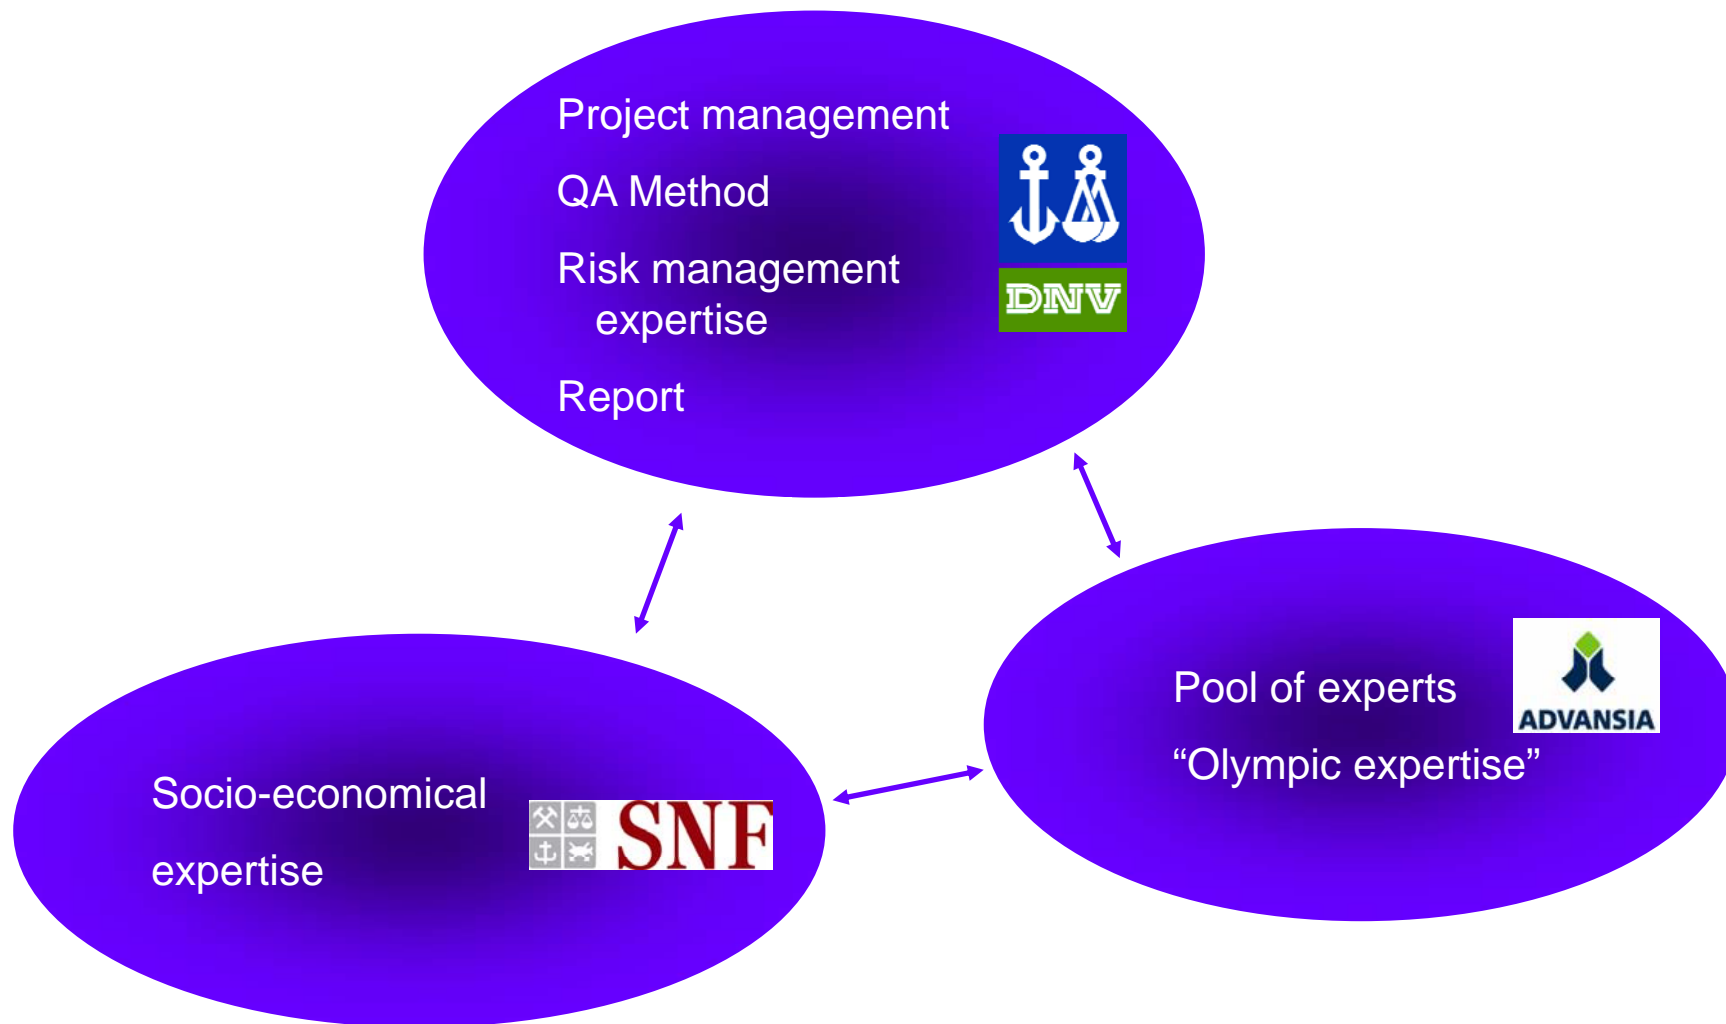 Project management
QA Method
Risk management
expertise
Report
DNV
Pool of experts
“Olympic expertise”
ADVANSIA
Socio-economical
expertise
SNF